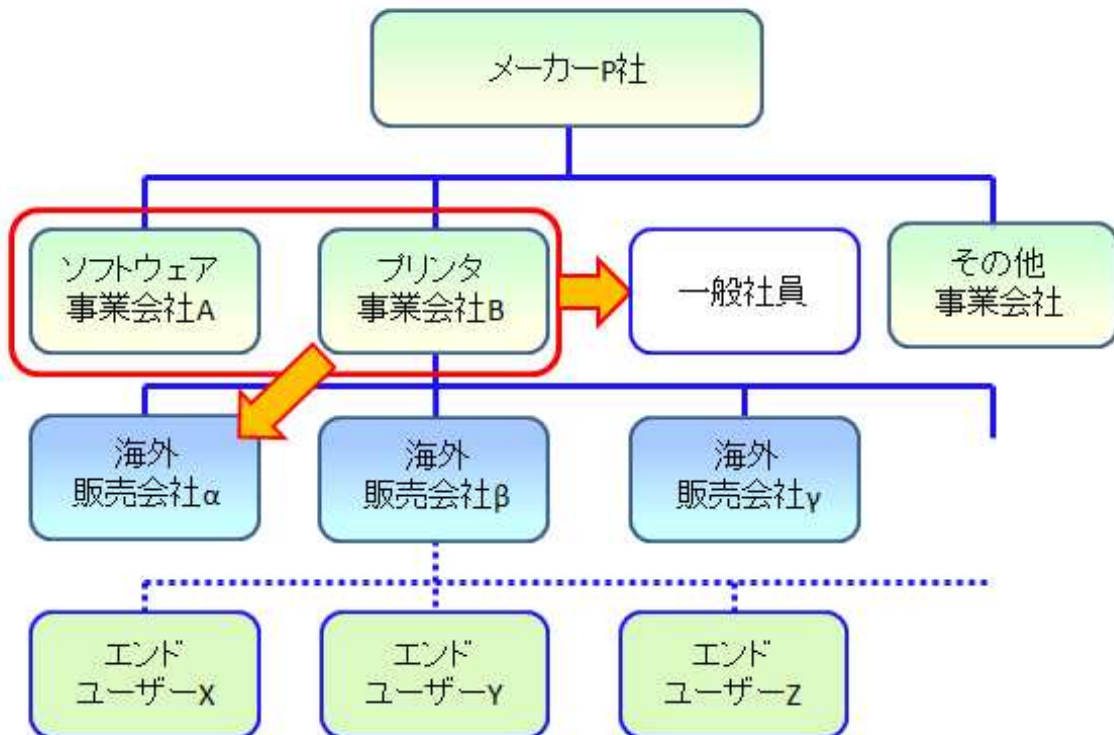 メーカーP社
ソフトウェア
事業会社A
プリンタ
事業会社B
一般社員
その他
事業会社
海外
販売会社α
海外
販売会社β
海外
販売会社γ
エンド
ユーザーX
エンド
ユーザーY
エンド
ユーザーZ